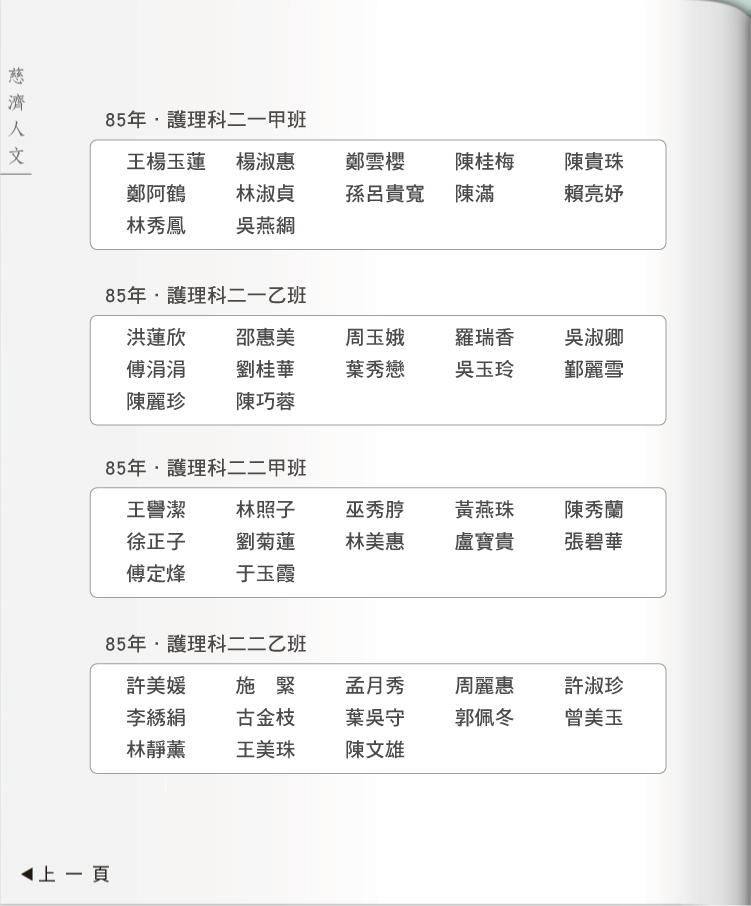 慈濟人文
85年·護理科二一甲班
王楊玉蓮 楊淑惠 鄭雲櫻 陳桂梅 陳貴珠
鄭阿鶴 林淑貞 孫呂貴寬 陳滿 賴亮妤
林秀鳳 吳燕綢
85年·護理科二一乙班
洪蓮欣 邵惠美 周玉娥 羅瑞香 吳淑卿
傅涓涓 劉桂華 葉秀戀 吳玉玲 鄞麗雪
陳麗珍 陳巧蓉
85年·護理科二二甲班
王譽潔 林照子 巫秀脝 黃燕珠 陳秀蘭
徐正子 劉菊蓮 林美惠 盧寶貴 張碧華
傅定烽 于玉霞
85年·護理科二二乙班
許美媛 施　緊 孟月秀 周麗惠 許淑珍
李綉絹 古金枝 葉吳守 郭佩冬 曾美玉
林靜薰 王美珠 陳文雄
◀上一頁